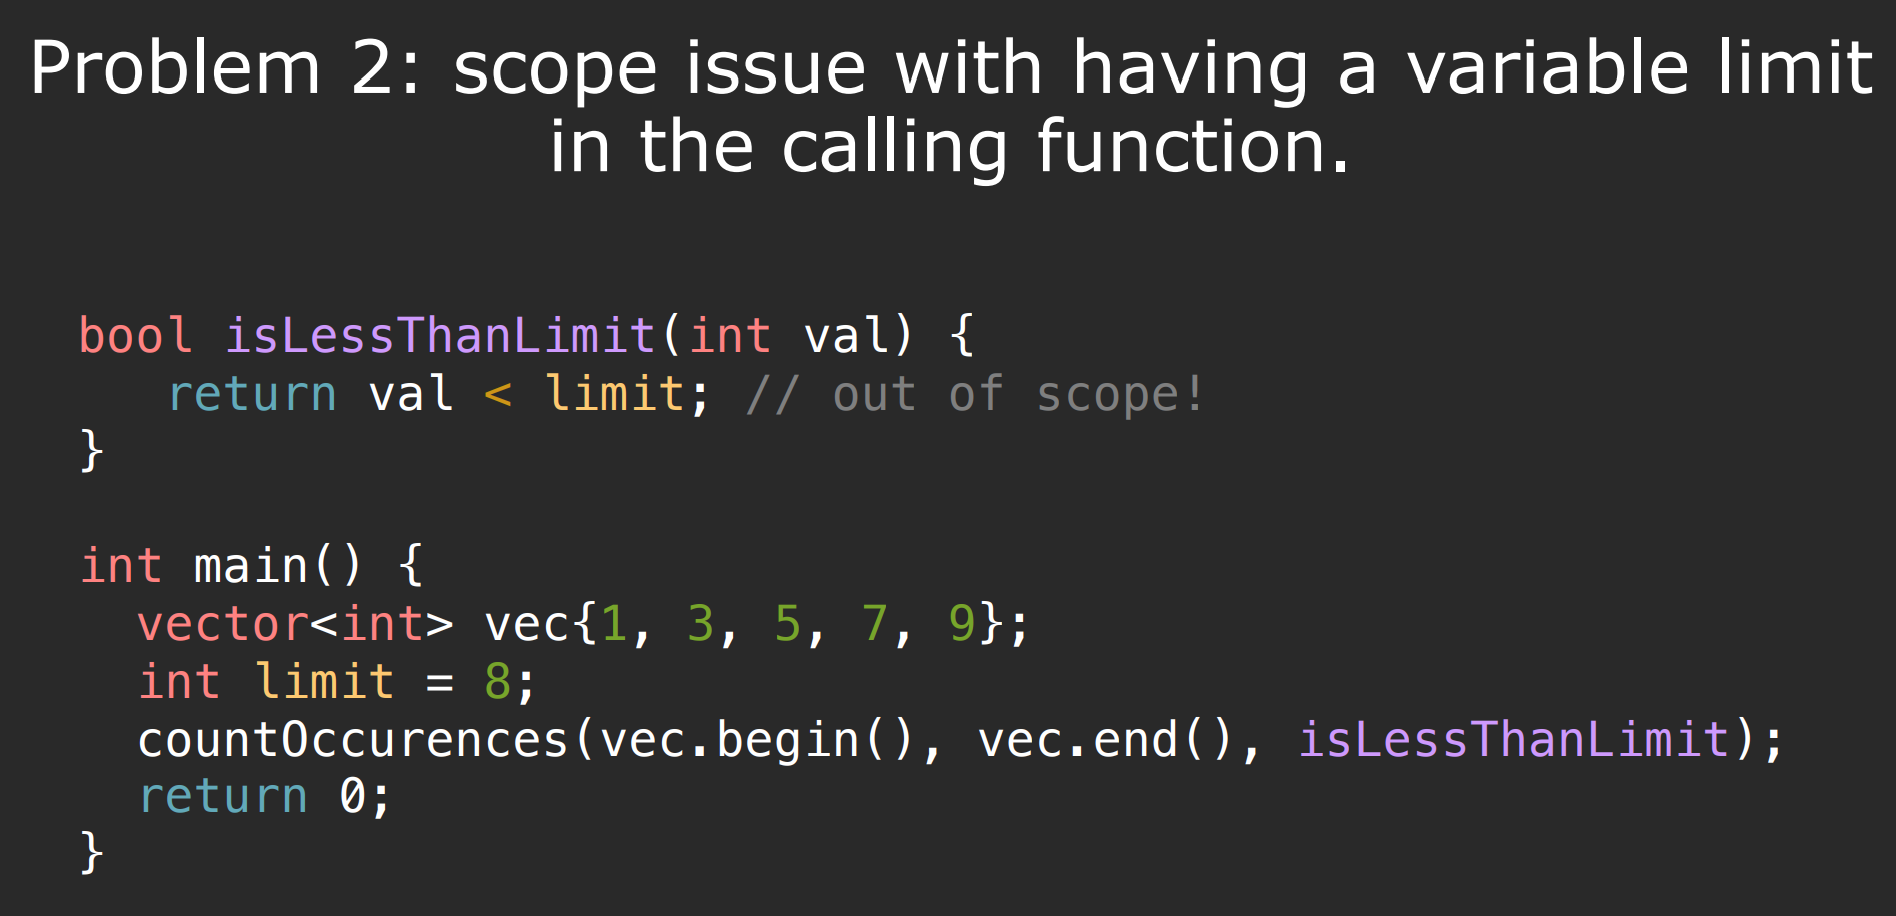 Problem 2: scope issue with having a variable limit
in the calling function.
bool isLessThanLimit(int val) {
   return val < limit; // out of scope!
}
int main() {
  vector<int> vec{1, 3, 5, 7, 9};
  int limit = 8;
  countOccurences(vec.begin(), vec.end(), isLessThanLimit);
  return 0;
}